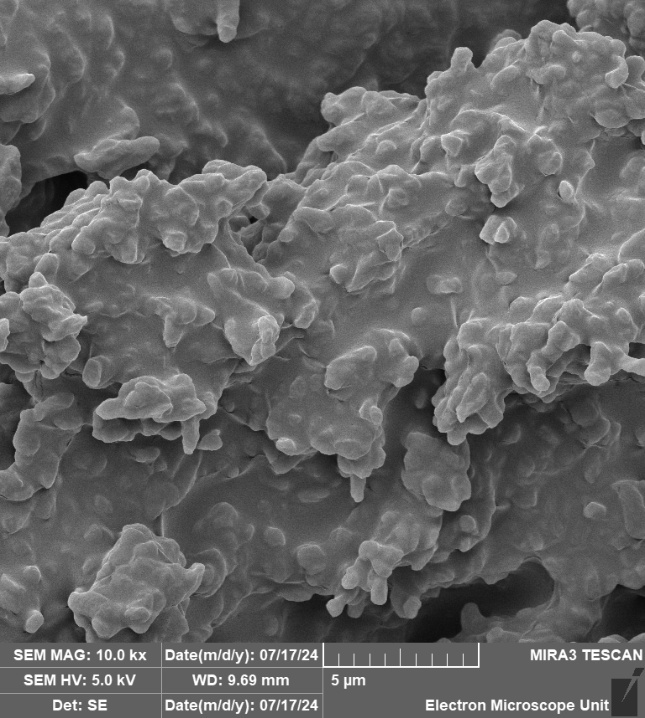 SEM MAG: 10.0 kx Date(m/d/y): 07/17/24 MIRA3 TESCAN
SEM HV: 5.0 kV WD: 9.69 mm 5 µm
Det: SE Date(m/d/y): 07/17/24 Electron Microscope Unit